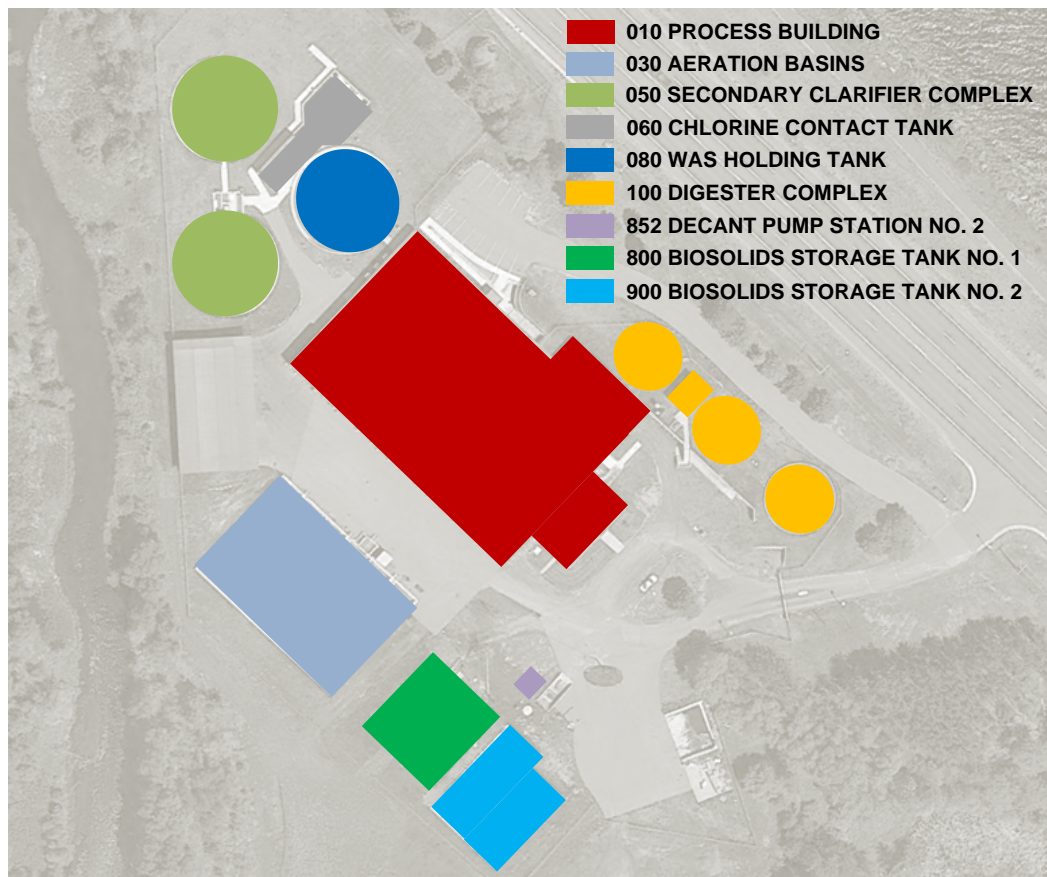 010 PROCESS BUILDING
030 AERATION BASINS
050 SECONDARY CLARIFIER COMPLEX
060 CHLORINE CONTACT TANK
080 WAS HOLDING TANK
100 DIGESTER COMPLEX
852 DECANT PUMP STATION NO. 2
800 BIOSOLIDS STORAGE TANK NO. 1
900 BIOSOLIDS STORAGE TANK NO. 2